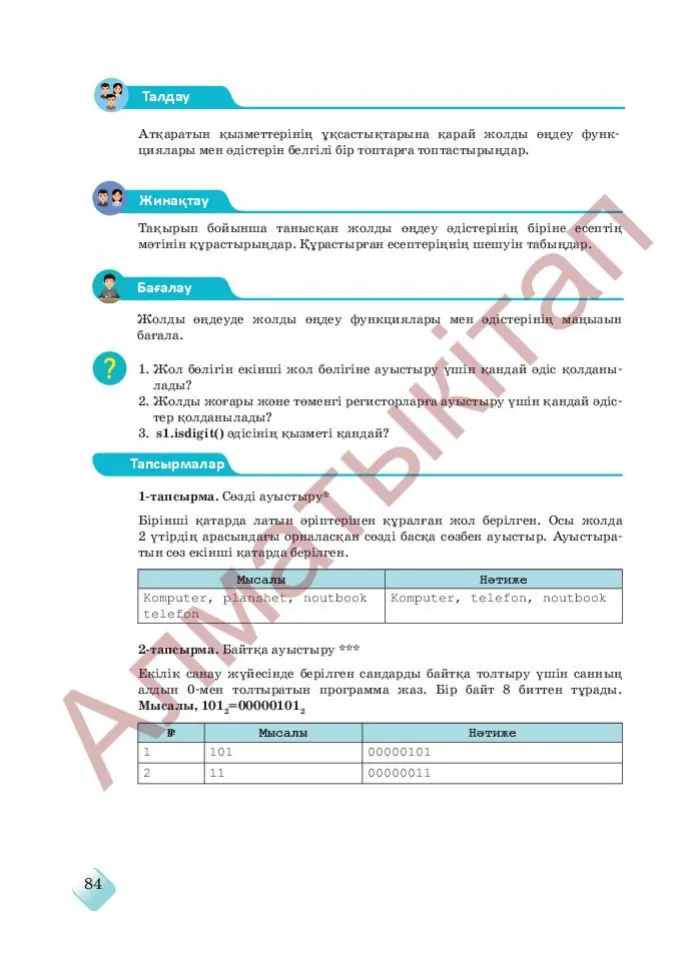 Талдау
Атқаратын қызметтерінің ұқсастықтарына қарай жолды өңдеу функ-
циялары мен әдістерін белгілі бір топтарға топтастырыңдар.
Жинақтау
Тақырып бойынша танысқан жолды өңдеу әдістерінің біріне есептің
мәтінін құрастырыңдар. Құрастырған есептеріңнің шешуін табыңдар.
Бағалау
Жолды өңдеуде жолды өңдеу функциялары мен әдістерінің маңызын
бағала.
?
1. Жол бөлігін екінші жол бөлігіне ауыстыру үшін қандай әдіс қолданы-
лады?
2. Жолды жоғары және төменгі регисторларға ауыстыру үшін қандай әдіс-
тер қолданылады?
3. s1.isdigit() әдісінің қызметі қандай?
Тапсырмалар
1-тапсырма. Сөзді ауыстыру*
Бірінші қатарда латын әріптерінен құралған жол берілген. Осы жолда
2 үтірдің арасындағы орналасқан сөзді басқа сөзбен ауыстыр. Ауыстыра-
тын сөз екінші қатарда берілген.
Мысалы Нәтиже
Komputer, planshet, noutbook Komputer, telefon, noutbook
telefon
2-тапсырма. Байтқа ауыстыру ***
Екілік санау жүйесінде берілген сандарды байтқа толтыру үшін санның
алдын 0-мен толтыратын программа жаз. Бір байт 8 биттен тұрады.
Мысалы, 101₂=00000101₂
№ Мысалы Нәтиже
1 101 00000101
2 11 00000011
84
Алматыкітап